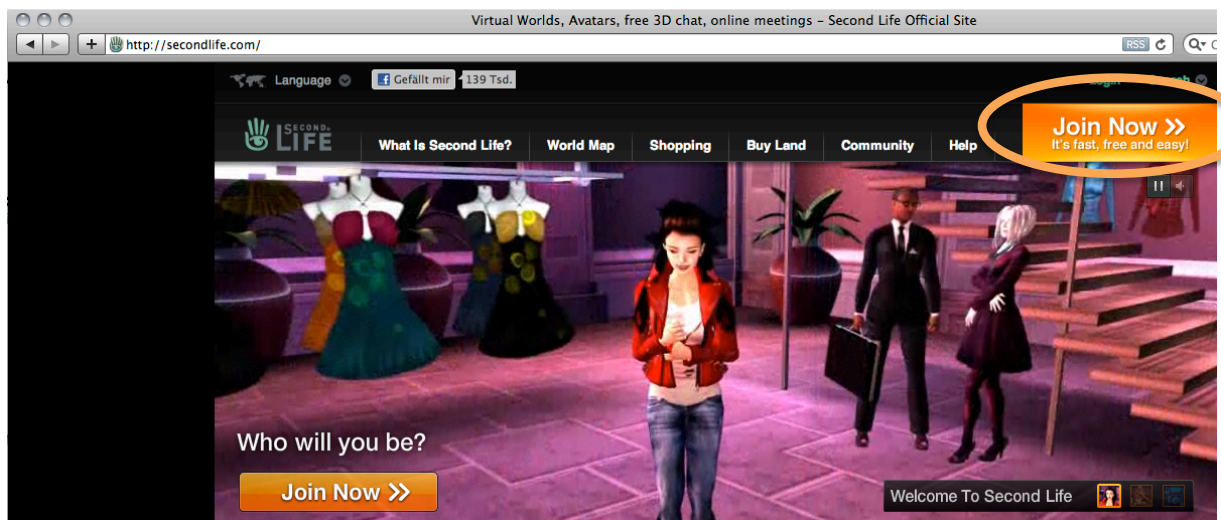 Virtual Worlds, Avatars, free 3D chat, online meetings – Second Life Official Site
http://secondlife.com/
RSS
Language
Gefällt mir
139 Tsd.
SECOND
LIFE
What Is Second Life?
World Map
Shopping
Buy Land
Community
Help
Join Now
It's fast, free and easy!
Who will you be?
Join Now
Welcome To Second Life